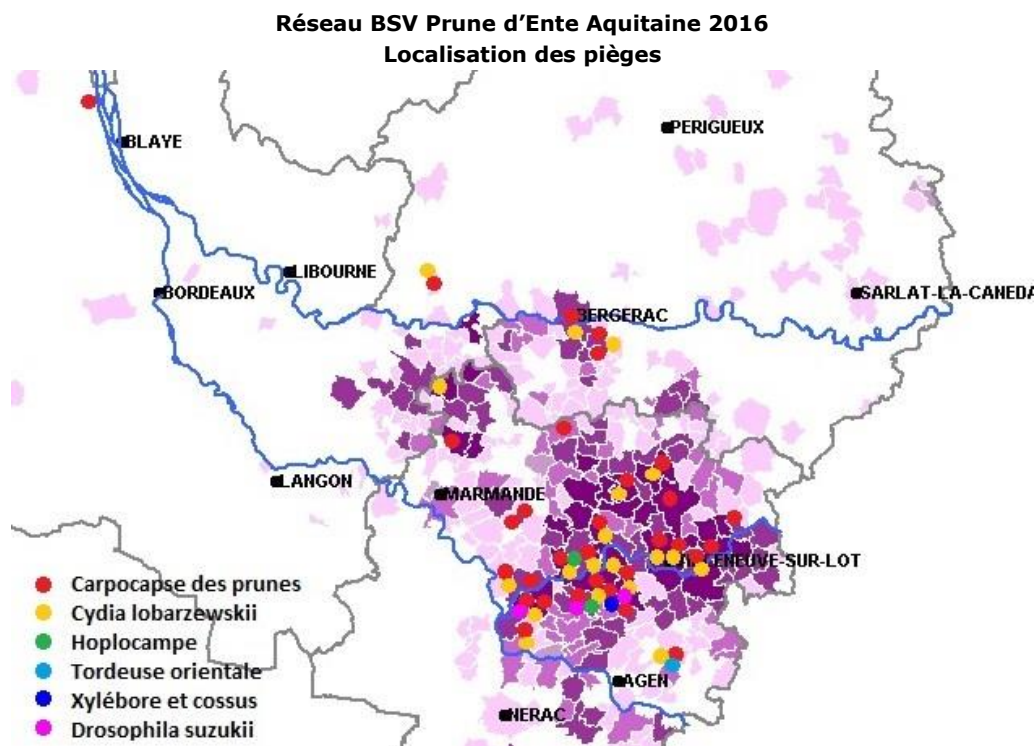 Réseau BSV Prune d'Ente Aquitaine 2016
Localisation des pièges
PERIGUEUX
BLAYE
LIBOURNE
BORDEAUX
SARLAT-LA-CANEDA
BERGERAC
LANGON
MARMANDE
NEUVE-SUR-LOT
Carpocapse des prunes
Cydia lobarzewskii
Hoplocampe
Tordeuse orientale
AGEN
Xylébore et cossus
NERAC
Drosophila suzukii